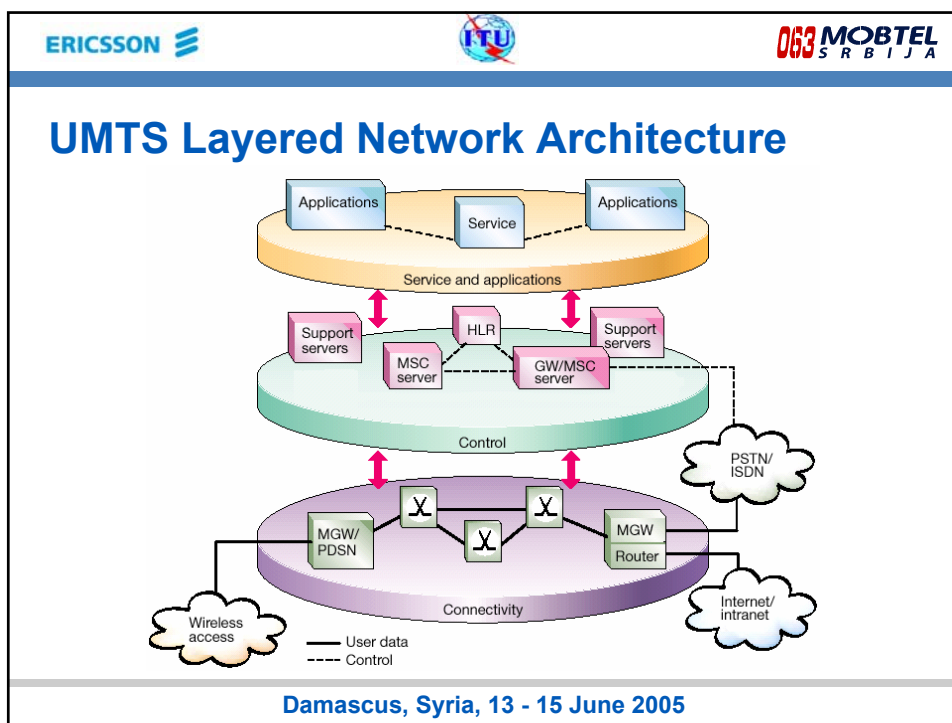 ERICSSON
ITU
063 MOBTEL
SRBIJA
UMTS Layered Network Architecture
Applications
Applications
Service
Service and applications
Support
servers
HLR
Support
servers
MSC
server
GW/MSC
server
Control
PSTN/
ISDN
MGW/
PDSN
MGW
Router
Connectivity
Wireless
access
Internet/
intranet
User data
Control
Damascus, Syria, 13 - 15 June 2005